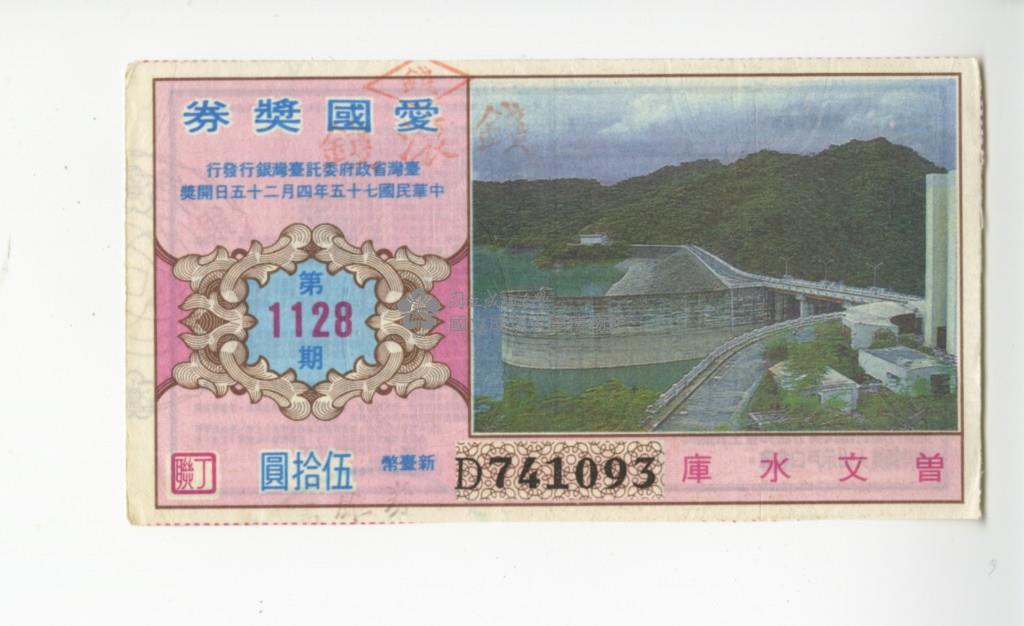 愛國獎券
臺灣省政府委託臺灣銀行發行
中華民國七十五年四月二十五日開獎
第
1128
期
新臺幣
伍拾圓
丁聯
D741093
曾文水庫